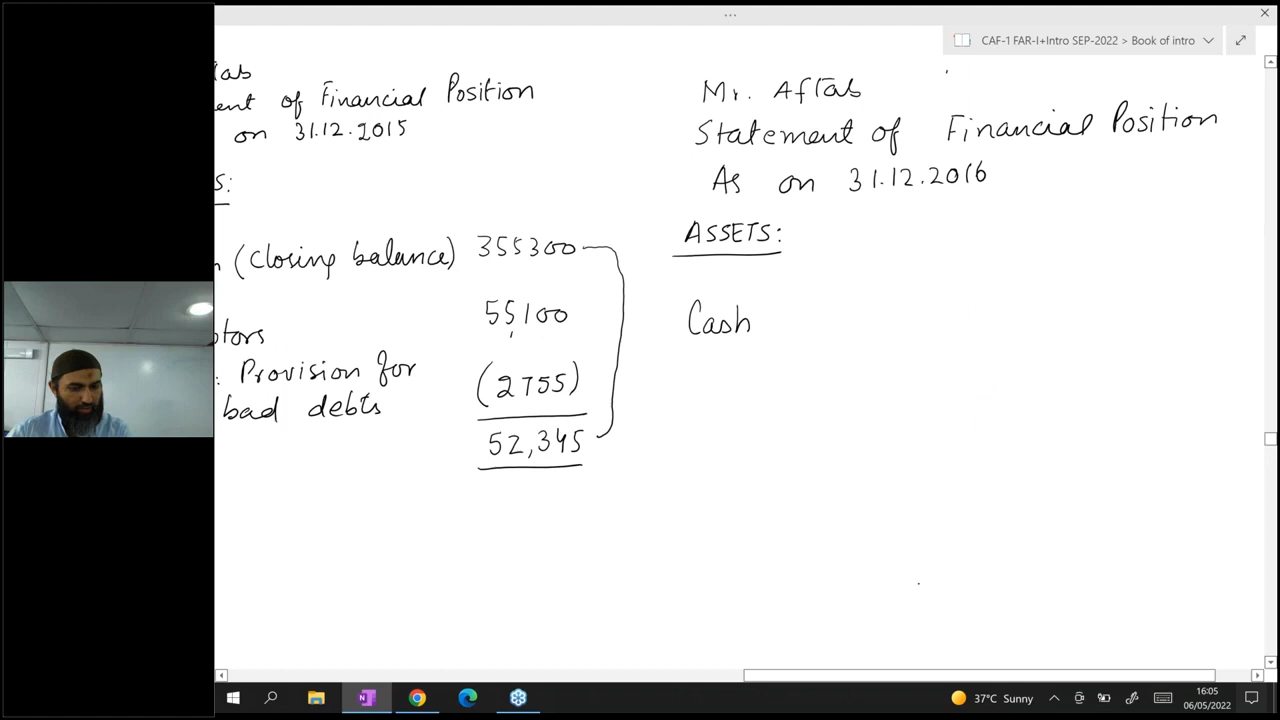 CAF-1 FAR-I+Intro SEP-2022 > Book of intro
of Financial Position
on 31.12.2015
(closing balance) 355300
55100
Provision for
bad debts
(2755)
52,345
Mr. Aftab
Statement of Financial Position
As on 31.12.2016
ASSETS:
Cash
37°C Sunny
16:05
06/05/2022